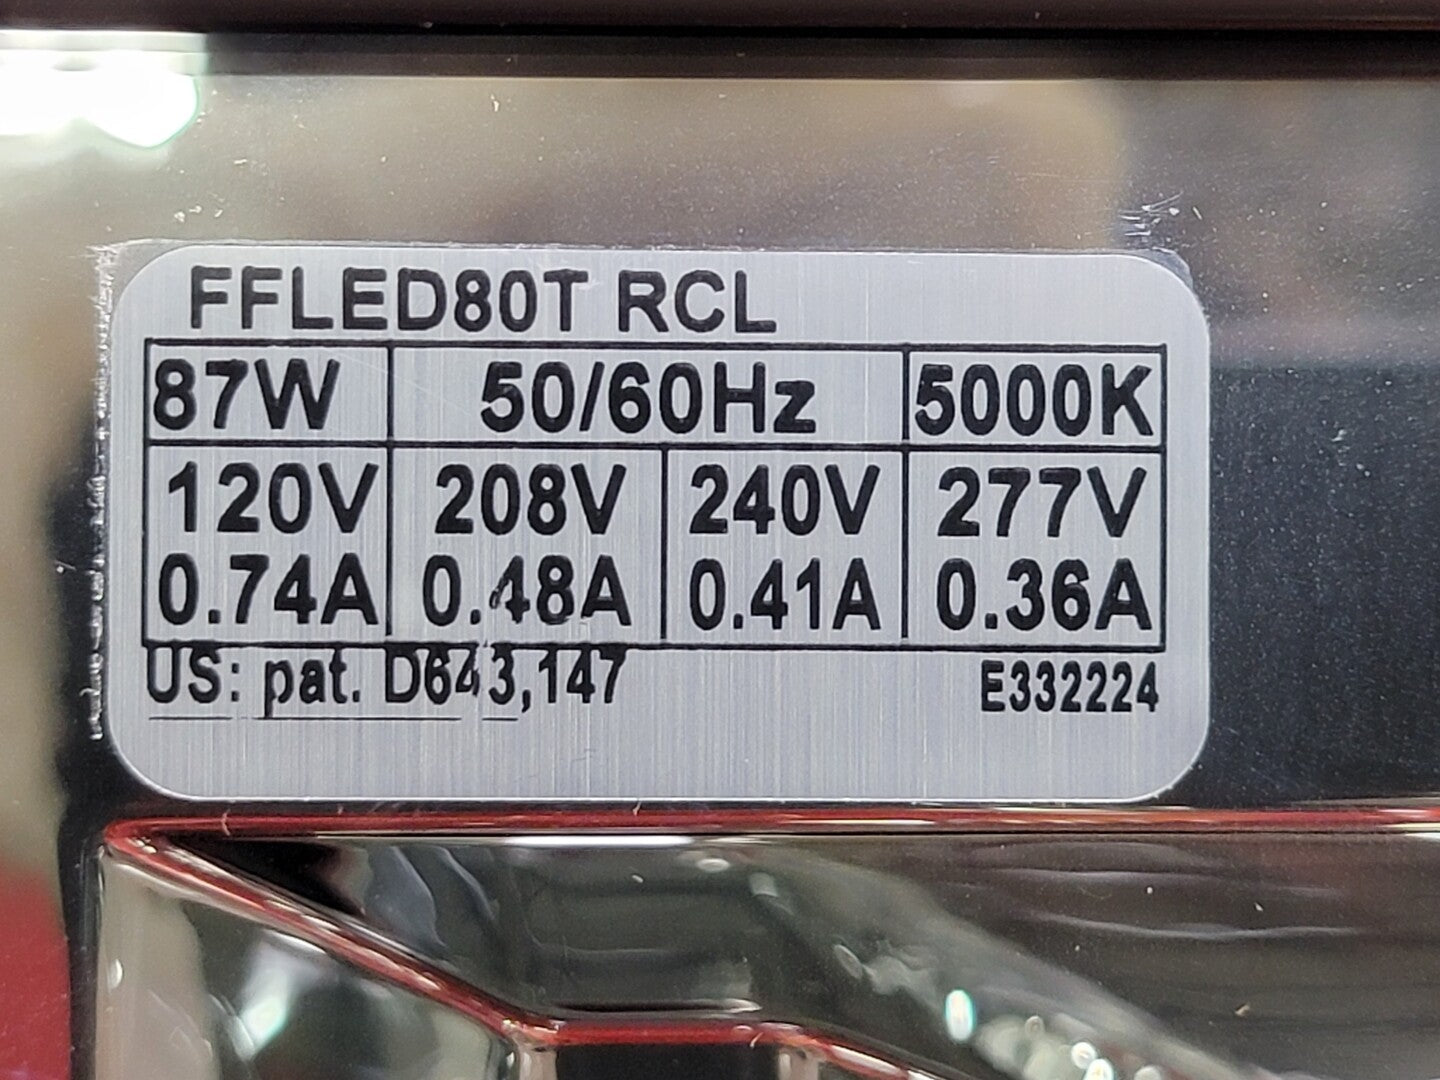 FFLED80T RCL
87W 50/60Hz 5000K
120V 208V 240V 277V
0.74A 0.48A 0.41A 0.36A
US: pat. D643,147 E332224